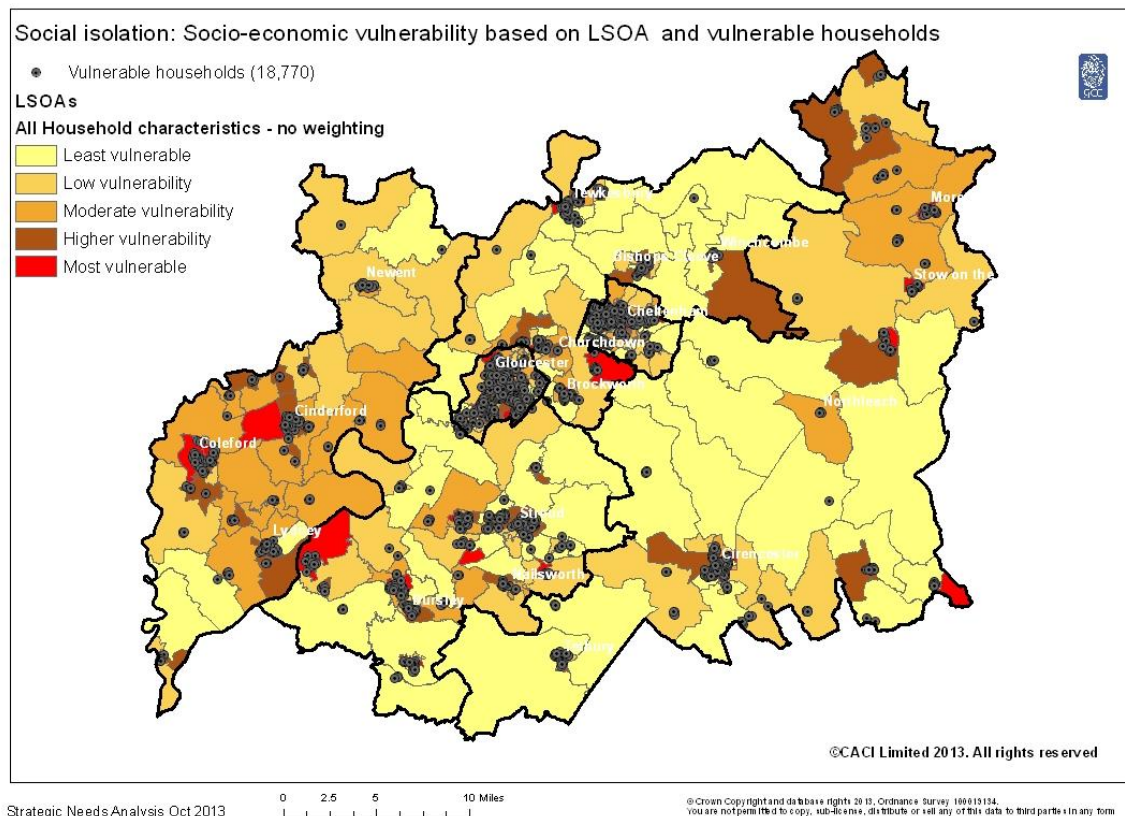 Social isolation: Socio-economic vulnerability based on LSOA and vulnerable households
Vulnerable households (18,770)
LSOAs
All Household characteristics - no weighting
Least vulnerable
Low vulnerability
Moderate vulnerability
Higher vulnerability
Most vulnerable
GCC
Tewkesbury
More
Winchcombe
Bishops Cleeve
Newent
Stow on the
Cheltenham
Churchdown
Gloucester
Brockworth
Northleach
Cinderford
Coleford
Stroud
Lydney
Cirencester
Nailsworth
Dursley
Tetbury
©CACI Limited 2013. All rights reserved
Strategic Needs Analysis Oct 2013
0 2.5 5 10 Miles
© Crown Copyright and database rights 2013, Ordnance Survey 100019134.
You are not permitted to copy, sub-license, distribute or sell any of this data to third parties in any form